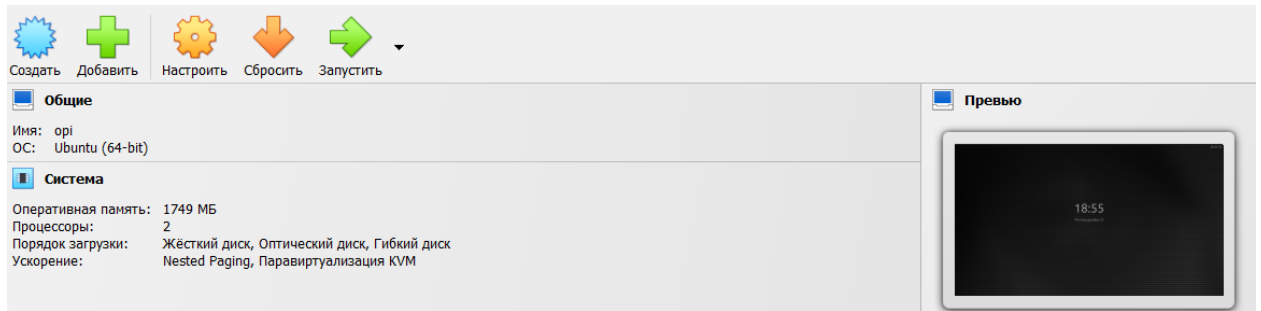 Создать Добавить Настроить Сбросить Запустить
Общие
Имя: opi
ОС: Ubuntu (64-bit)
Система
Оперативная память: 1749 МБ
Процессоры: 2
Порядок загрузки: Жёсткий диск, Оптический диск, Гибкий диск
Ускорение: Nested Paging, Паравиртуализация KVM
Превью
18:55